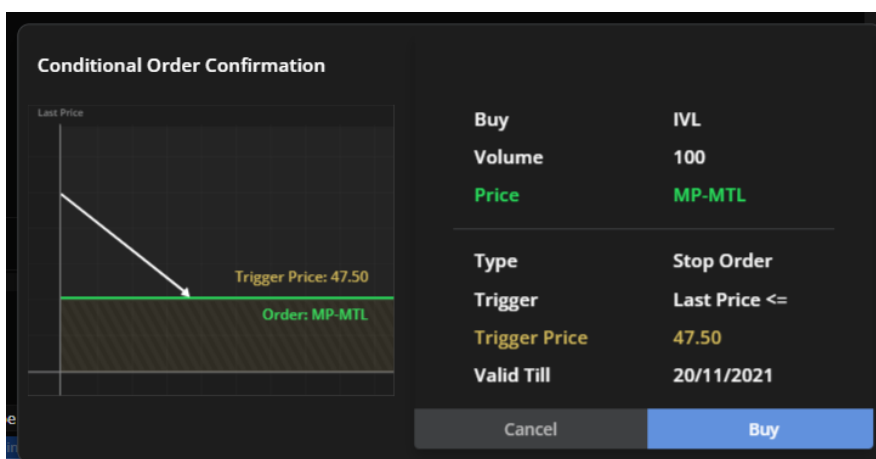 Conditional Order Confirmation
Last Price
Trigger Price: 47.50
Order: MP-MTL
Buy IVL
Volume 100
Price MP-MTL
Type Stop Order
Trigger Last Price <=
Trigger Price 47.50
Valid Till 20/11/2021
Cancel Buy